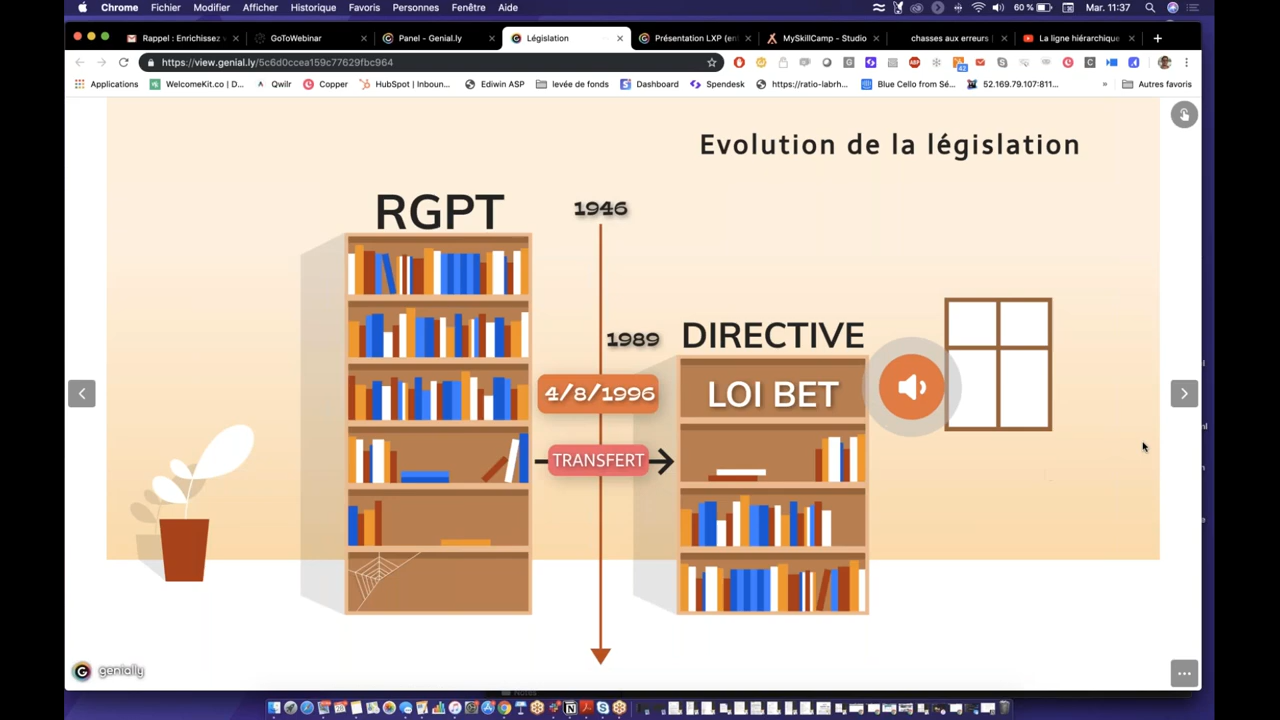 Chrome Fichier Modifier Afficher Historique Favoris Personnes Fenêtre Aide 60 % Mar. 11:37
Rappel : Enrichissez v
GoToWebinar
Panel - Genial.ly
Législation
Présentation LXP (en
MySkillCamp - Studio
chasses aux erreurs
La ligne hiérarchique
https://view.genial.ly/5c6d0ccea159c77629fbc964
Applications WelcomeKit.co | D... Qwilr Copper HubSpot | Inboun... Ediwin ASP levée de fonds Dashboard Spendesk https://ratio-labrh... Blue Cello from Sé... 52.169.79.107:811... » Autres favoris
Evolution de la législation
RGPT
1946
1989
DIRECTIVE
4/8/1996
LOI BET
TRANSFERT
genially
Notes